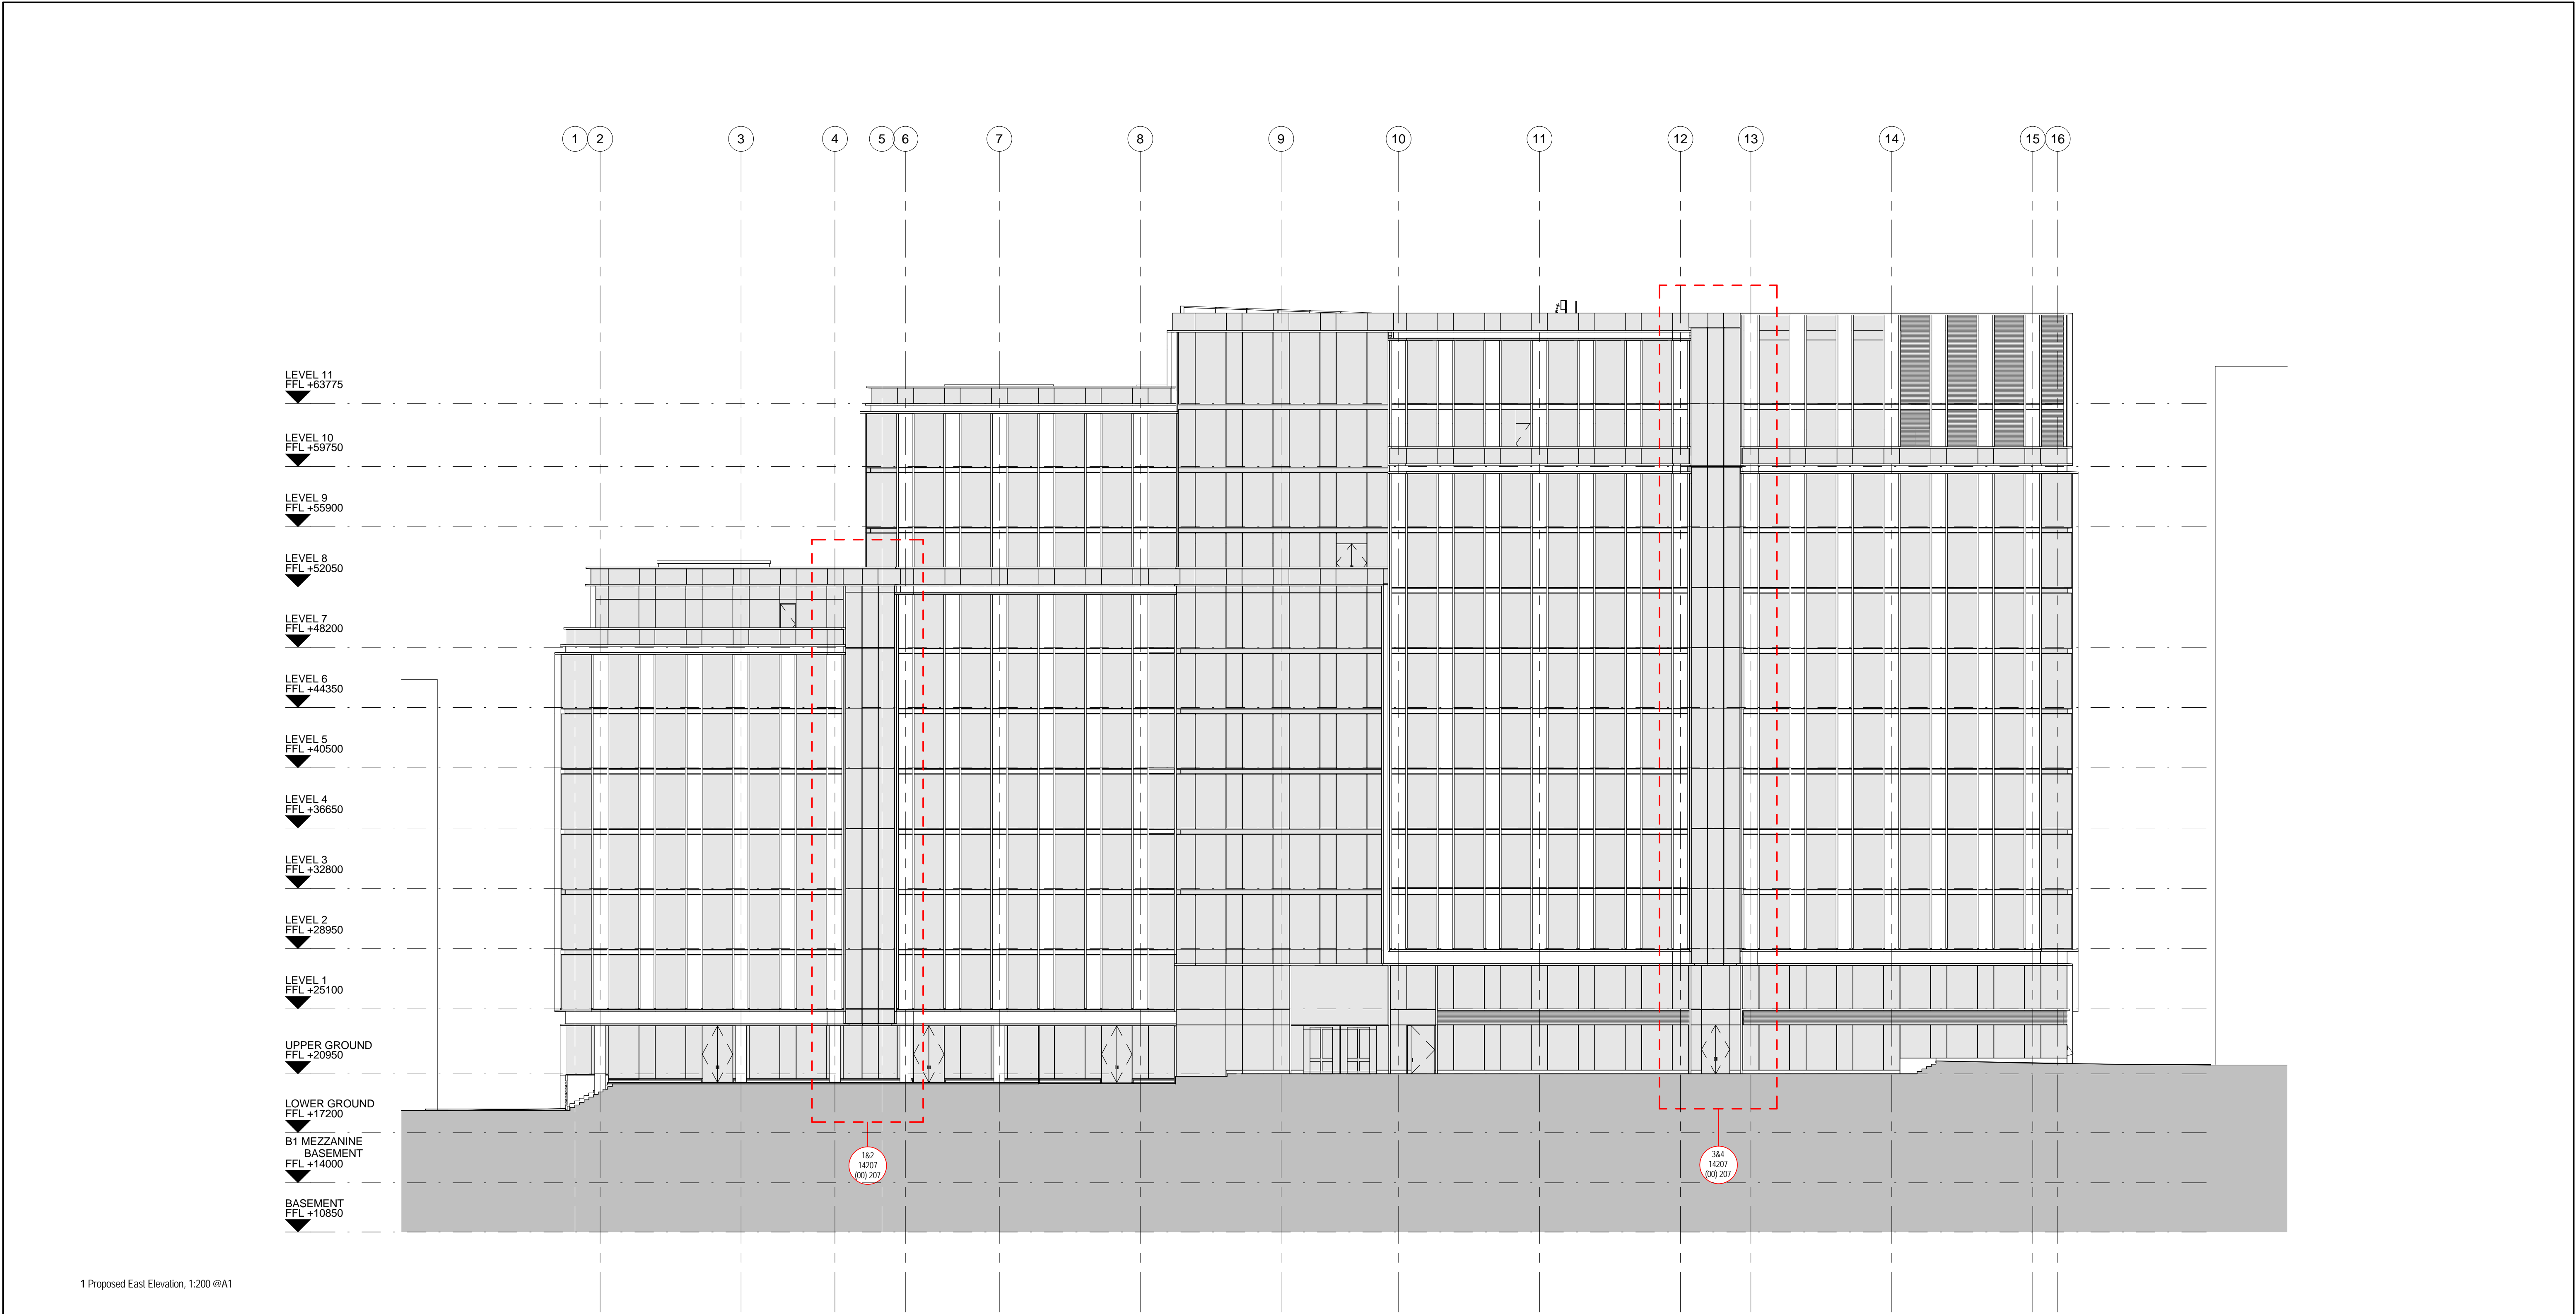 1 2 3 4 5 6 7 8 9 10 11 12 13 14 15 16
LEVEL 11
FFL +63775
LEVEL 10
FFL +59750
LEVEL 9
FFL +55900
LEVEL 8
FFL +52050
LEVEL 7
FFL +48200
LEVEL 6
FFL +44350
LEVEL 5
FFL +40500
LEVEL 4
FFL +36650
LEVEL 3
FFL +32800
LEVEL 2
FFL +28950
LEVEL 1
FFL +25100
UPPER GROUND
FFL +20950
LOWER GROUND
FFL +17200
B1 MEZZANINE
BASEMENT
FFL +14000
BASEMENT
FFL +10850
1&2
14207
(00) 207
3&4
14207
(00) 207
1 Proposed East Elevation, 1:200 @A1